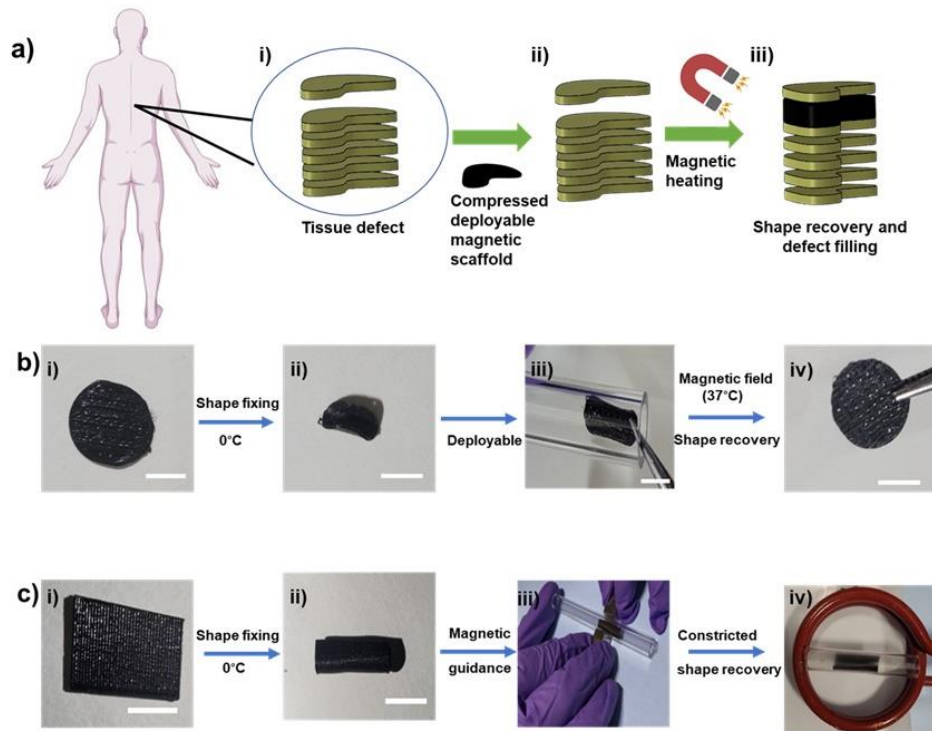 a)
i)
Tissue defect
Compressed
deployable
magnetic
scaffold
ii)
Magnetic
heating
iii)
Shape recovery and
defect filling
b)
i)
Shape fixing
0°C
ii)
Deployable
iii)
Magnetic field
(37°C)
Shape recovery
iv)
c)
i)
Shape fixing
0°C
ii)
Magnetic
guidance
iii)
Constricted
shape recovery
iv)